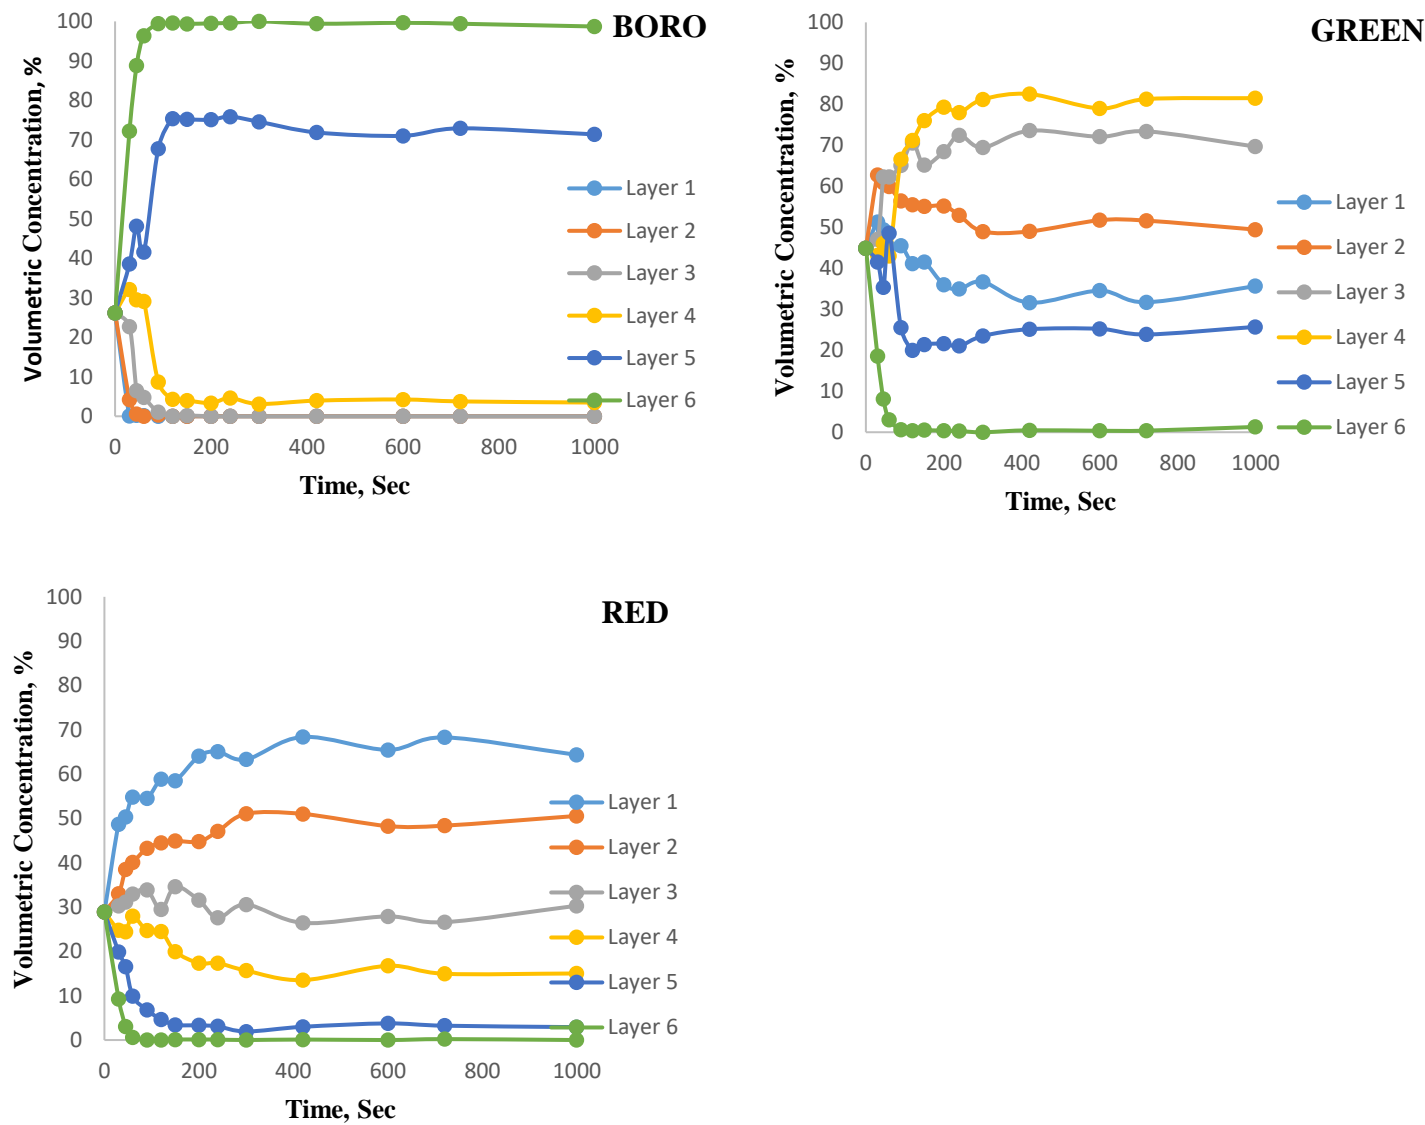 BORO
Volumetric Concentration, %
100
90
80
70
60
50
40
30
20
10
0
0 200 400 600 800 1000
Time, Sec
Layer 1
Layer 2
Layer 3
Layer 4
Layer 5
Layer 6
GREEN
Volumetric Concentration, %
100
90
80
70
60
50
40
30
20
10
0
0 200 400 600 800 1000
Time, Sec
Layer 1
Layer 2
Layer 3
Layer 4
Layer 5
Layer 6
RED
Volumetric Concentration, %
100
90
80
70
60
50
40
30
20
10
0
0 200 400 600 800 1000
Time, Sec
Layer 1
Layer 2
Layer 3
Layer 4
Layer 5
Layer 6